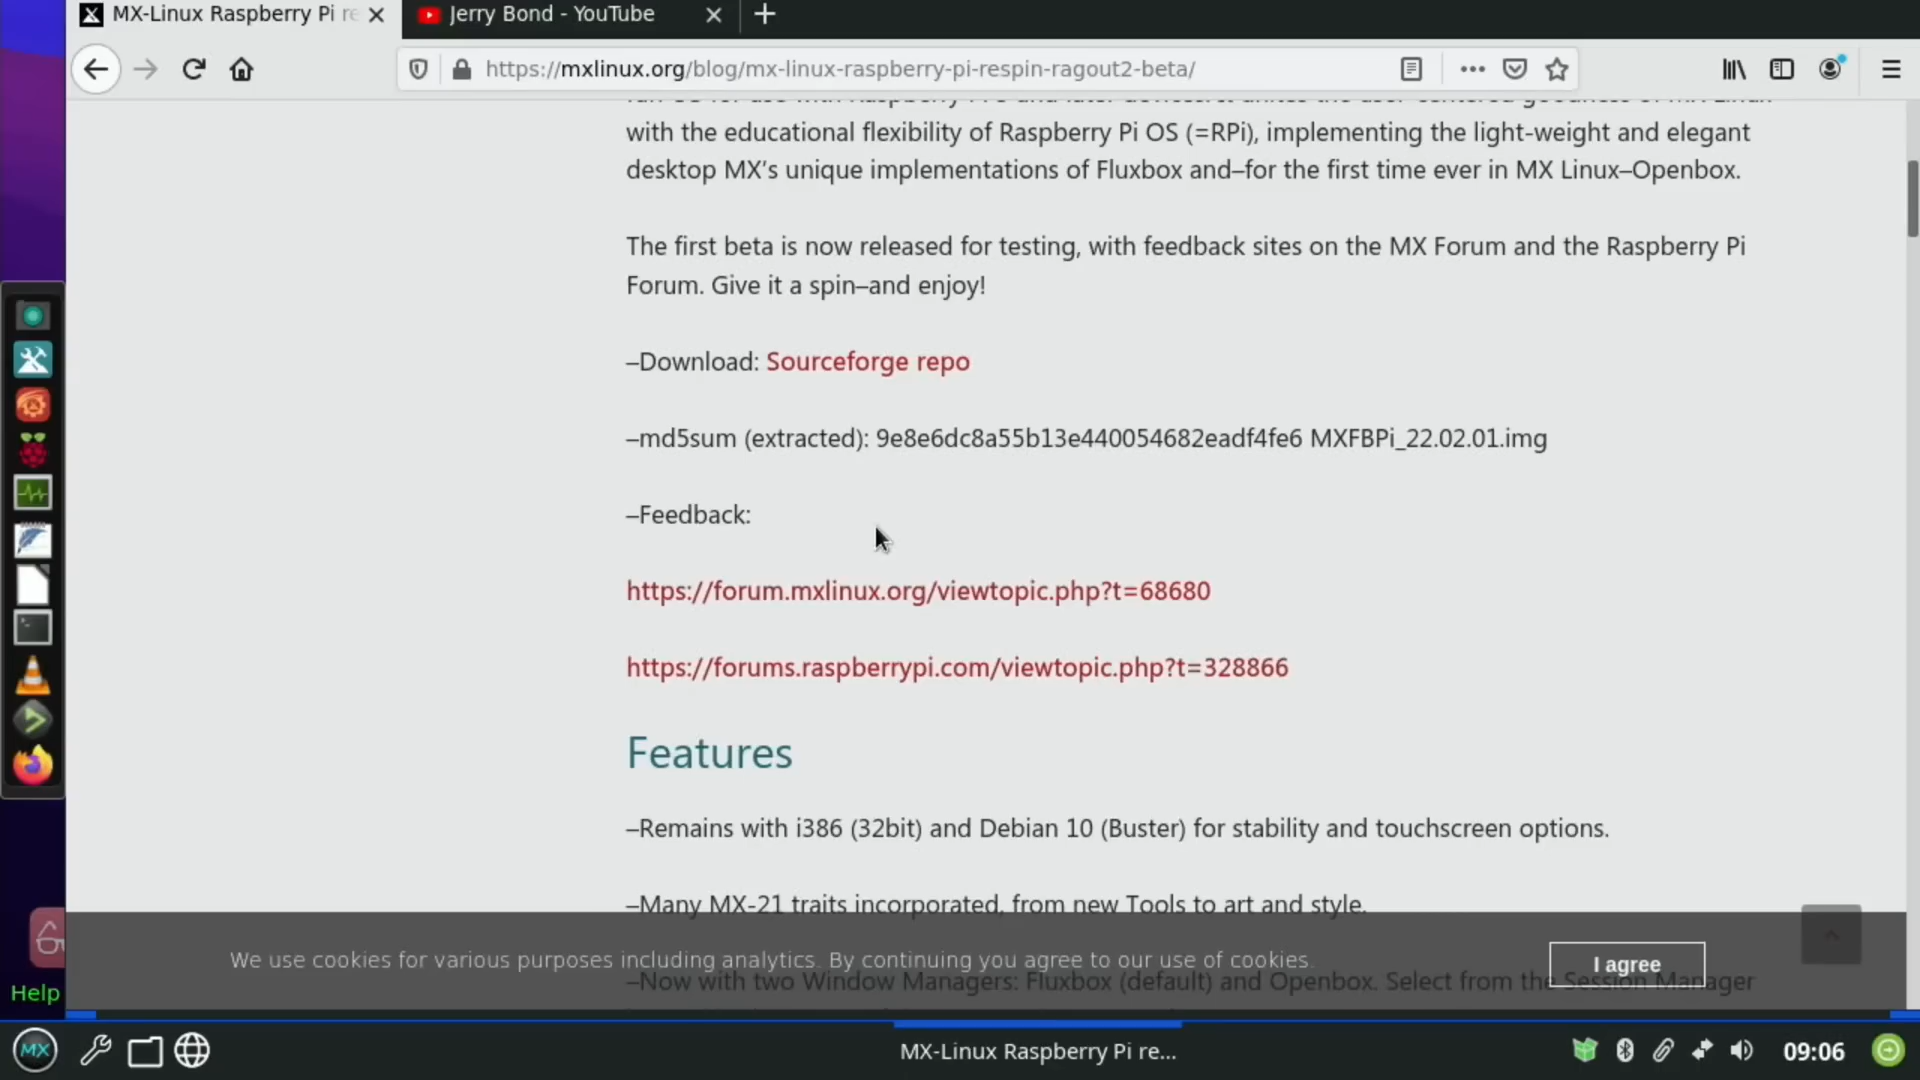 MX-Linux Raspberry Pi re
Jerry Bond - YouTube
https://mxlinux.org/blog/mx-linux-raspberry-pi-respin-ragout2-beta/
with the educational flexibility of Raspberry Pi OS (=RPi), implementing the light-weight and elegant
desktop MX's unique implementations of Fluxbox and–for the first time ever in MX Linux–Openbox.
The first beta is now released for testing, with feedback sites on the MX Forum and the Raspberry Pi
Forum. Give it a spin–and enjoy!
–Download: Sourceforge repo
–md5sum (extracted): 9e8e6dc8a55b13e440054682eadf4fe6 MXFBPi_22.02.01.img
–Feedback:
https://forum.mxlinux.org/viewtopic.php?t=68680
https://forums.raspberrypi.com/viewtopic.php?t=328866
Features
–Remains with i386 (32bit) and Debian 10 (Buster) for stability and touchscreen options.
–Many MX-21 traits incorporated, from new Tools to art and style.
We use cookies for various purposes including analytics. By continuing you agree to our use of cookies.
I agree
–Now with two Window Managers: Fluxbox (default) and Openbox. Select from the Session Manager
Help
MX
MX-Linux Raspberry Pi re...
09:06